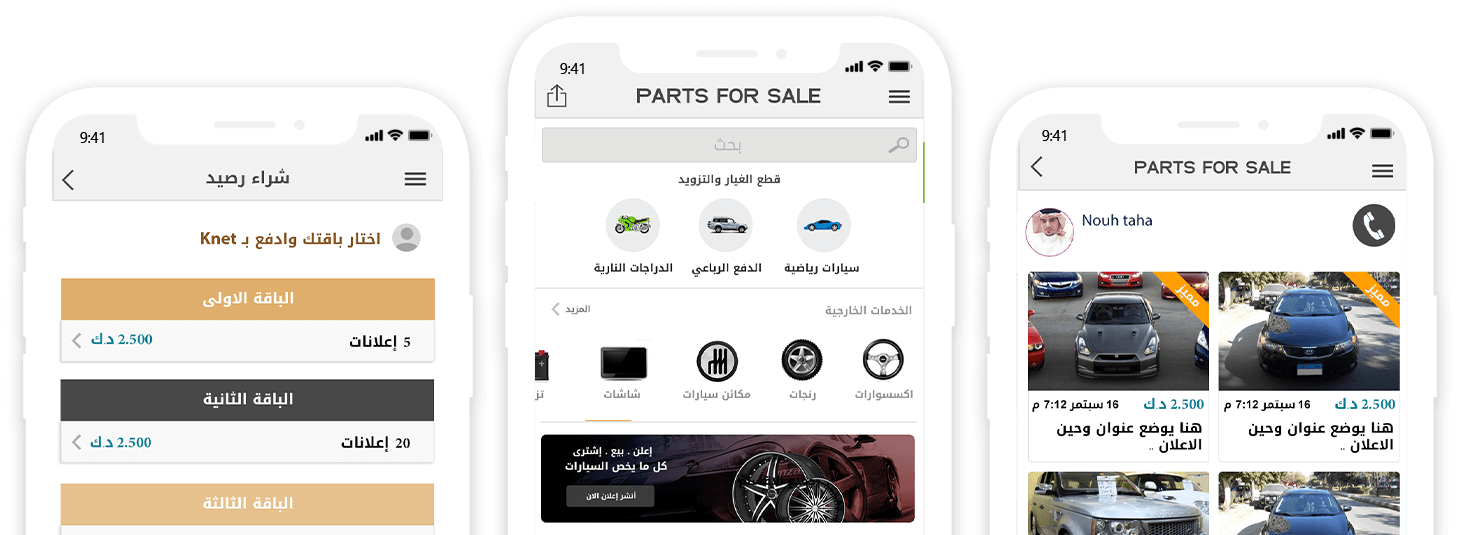 9:41
شراء رصيد
اختار باقتك وادفع بـ Knet
الباقة الاولى
5 إعلانات
2.500 د.ك
الباقة الثانية
20 إعلانات
2.500 د.ك
الباقة الثالثة
9:41
PARTS FOR SALE
بحث
قطع الغيار والتزويد
سيارات رياضية
الدفع الرباعي
الدراجات النارية
الخدمات الخارجية
المزيد
اكسسوارات
رنجات
مكائن سيارات
شاشات
تز
إعلن . بيع . إشترى
كل ما يخص السيارات
أنشر إعلان الان
9:41
PARTS FOR SALE
Nouh taha
مميز
مميز
2.500 د.ك
16 سبتمر 7:12 م
هنا يوضع عنوان وحين
الاعلان ..
2.500 د.ك
16 سبتمر 7:12 م
هنا يوضع عنوان وحين
الاعلان ..